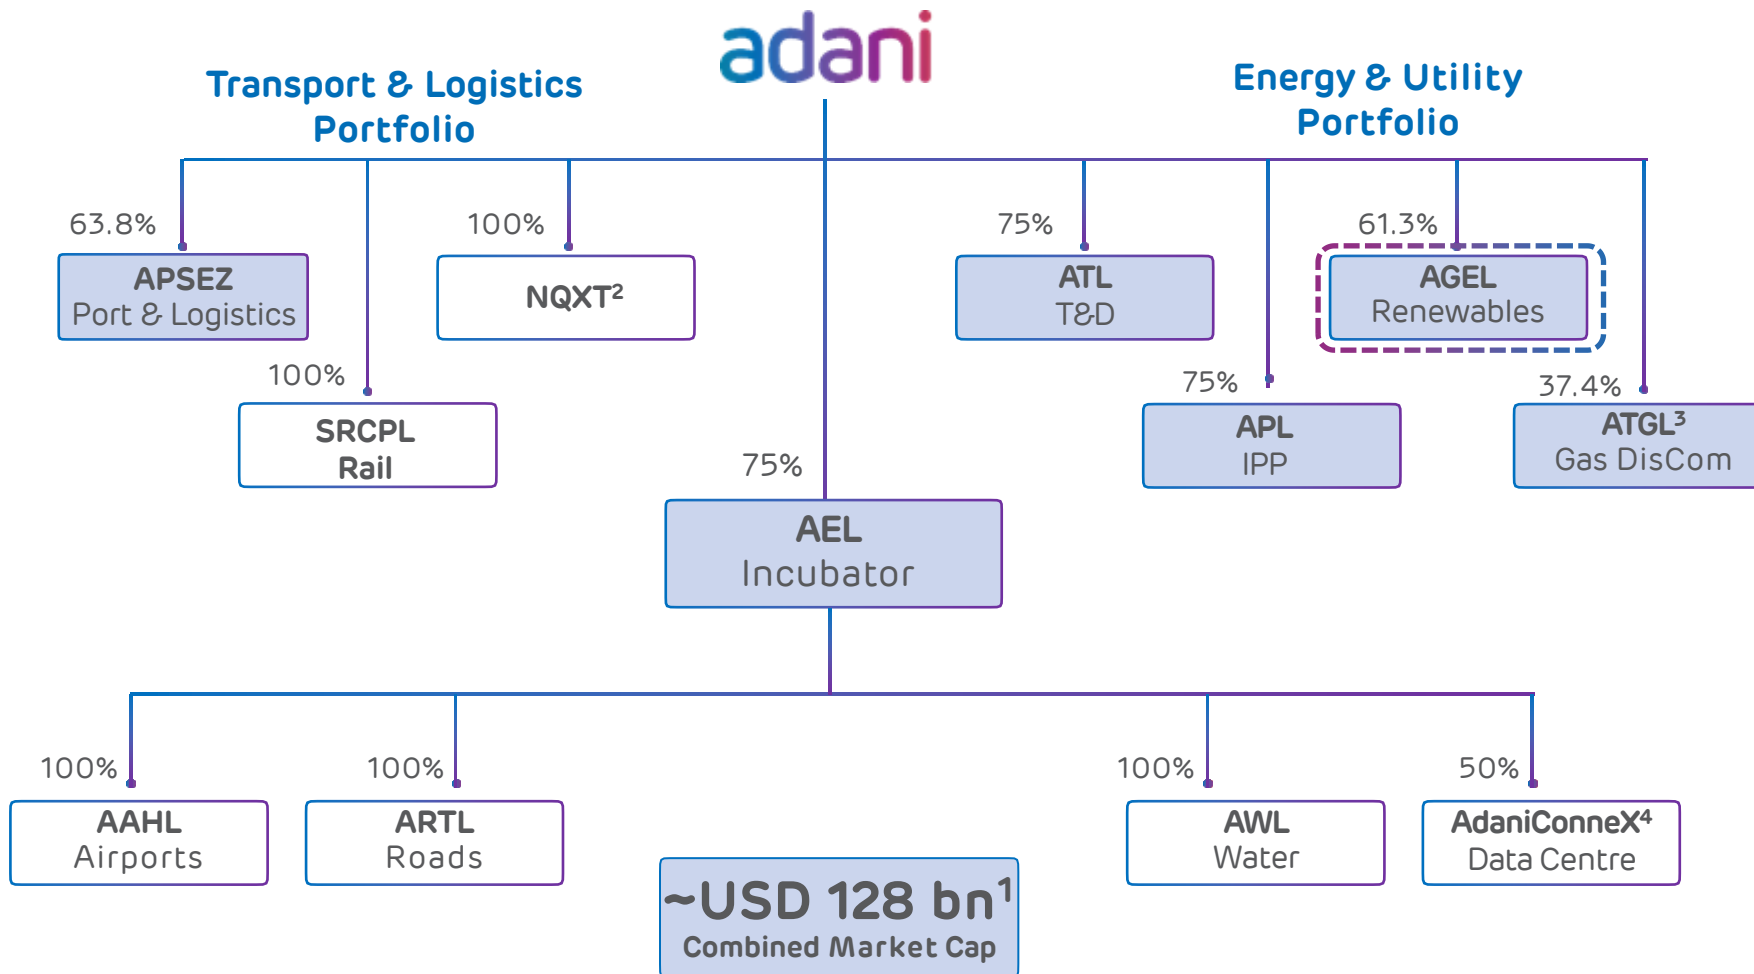 adani
Transport & Logistics
Portfolio
Energy & Utility
Portfolio
63.8%
APSEZ
Port & Logistics
100%
NQXT²
100%
SRCPL
Rail
75%
ATL
T&D
61.3%
AGEL
Renewables
75%
APL
IPP
37.4%
ATGL³
Gas DisCom
75%
AEL
Incubator
100%
AAHL
Airports
100%
ARTL
Roads
100%
AWL
Water
50%
AdaniConneX⁴
Data Centre
~USD 128 bn¹
Combined Market Cap